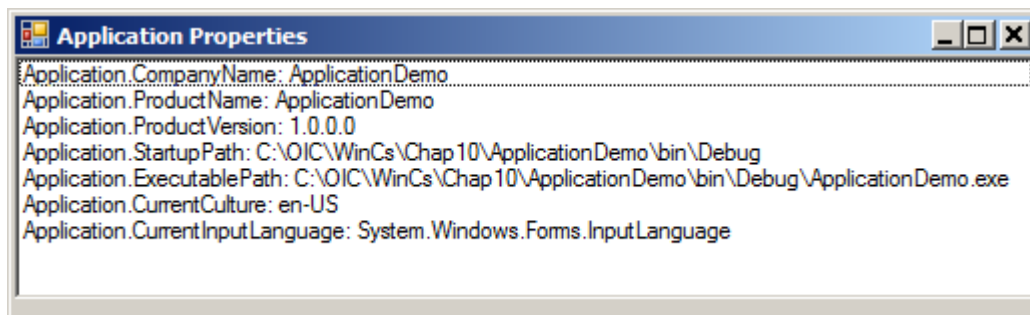 Application Properties
Application.CompanyName: ApplicationDemo
Application.ProductName: ApplicationDemo
Application.ProductVersion: 1.0.0.0
Application.StartupPath: C:\OIC\WinCs\Chap10\ApplicationDemo\bin\Debug
Application.ExecutablePath: C:\OIC\WinCs\Chap10\ApplicationDemo\bin\Debug\ApplicationDemo.exe
Application.CurrentCulture: en-US
Application.CurrentInputLanguage: System.Windows.Forms.InputLanguage